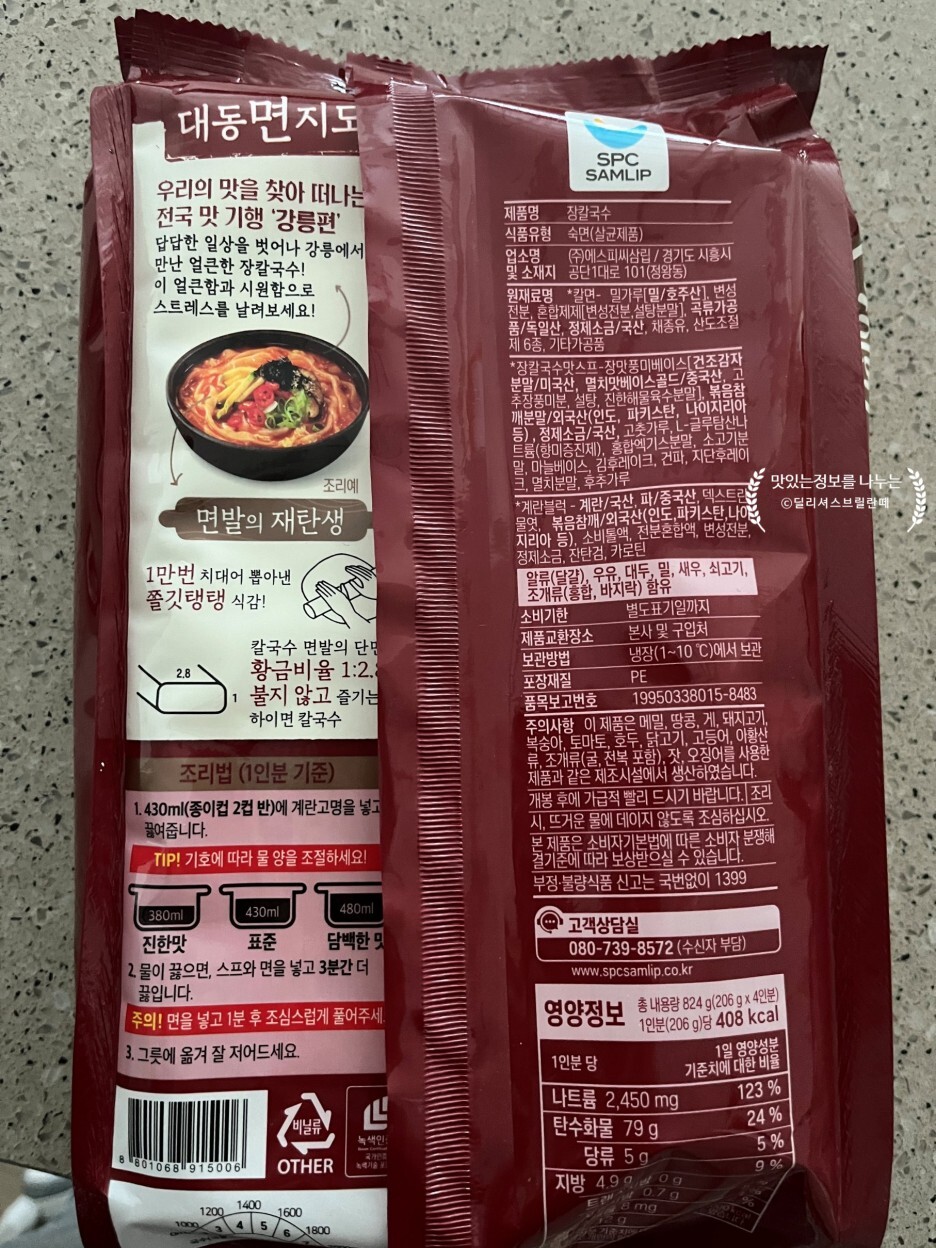 대동면지도
우리의 맛을 찾아 떠나는
전국 맛 기행 '강릉편'
답답한 일상을 벗어나 강릉에서
만난 얼큰한 장칼국수!
이 얼큰함과 시원함으로
스트레스를 날려보세요!
조리예
면발의 재탄생
1만번 치대어 뽑아낸
쫄깃탱탱 식감!
칼국수 면발의 단면
황금비율 1:2.8
불지 않고 즐기는
하이면 칼국수
2.8
1
조리법 (1인분 기준)
1. 430ml(종이컵 2컵 반)에 계란고명을 넣고
끓여줍니다.
TIP! 기호에 따라 물 양을 조절하세요!
380ml 430ml 480ml
진한맛 표준 담백한 맛
2. 물이 끓으면, 스프와 면을 넣고 3분간 더
끓입니다.
주의! 면을 넣고 1분 후 조심스럽게 풀어주세
3. 그릇에 옮겨 잘 저어드세요.
8 801068 915006
비닐류
OTHER
녹색인
1000 1200 1400 1600 1800
3 4 5 6
SPC
SAMLIP
제품명 장칼국수
식품유형 숙면(살균제품)
업소명 (주)에스피씨삼립 / 경기도 시흥시
및 소재지 공단1대로 101(정왕동)
원재료명 *칼면- 밀가루[밀/호주산], 변성
전분, 혼합제제[변성전분,설탕분말], 곡류가공
품/독일산, 정제소금/국산, 채종유, 산도조절
제 6종, 기타가공품
*장칼국수맛스프-장맛풍미베이스[건조감자
분말/미국산, 멸치맛베이스골드/중국산, 고
추장풍미분, 설탕, 진한해물육수분말], 볶음참
깨분말/외국산(인도, 파키스탄, 나이지리아
등), 정제소금/국산, 고춧가루, L-글루탐산나
트륨(향미증진제), 홍합엑기스분말, 소고기분
말, 마늘베이스, 김후레이크, 건파, 지단후레이
크, 멸치분말, 후추가루
*계란블럭 - 계란/국산, 파/중국산, 덱스트린
물엿, 볶음참깨/외국산(인도,파키스탄,나이
지리아 등), 소비톨액, 전분혼합액, 변성전분,
정제소금, 잔탄검, 카로틴
알류(달걀), 우유, 대두, 밀, 새우, 쇠고기,
조개류(홍합, 바지락) 함유
소비기한 별도표기일까지
제품교환장소 본사 및 구입처
보관방법 냉장(1~10 ℃)에서 보관
포장재질 PE
품목보고번호 19950338015-8483
주의사항 이 제품은 메밀, 땅콩, 게, 돼지고기,
복숭아, 토마토, 호두, 닭고기, 고등어, 아황산
류, 조개류(굴, 전복 포함), 잣, 오징어를 사용한
제품과 같은 제조시설에서 생산하였습니다.
개봉 후에 가급적 빨리 드시기 바랍니다. 조리
시, 뜨거운 물에 데이지 않도록 조심하십시오.
본 제품은 소비자기본법에 따른 소비자 분쟁해
결기준에 따라 보상받으실 수 있습니다.
부정·불량식품 신고는 국번없이 1399
고객상담실
080-739-8572 (수신자 부담)
www.spcsamlip.co.kr
영양정보 총 내용량 824 g(206 g x 4인분)
1인분(206 g)당 408 kcal
1인분 당 1일 영양성분
기준치에 대한 비율
나트륨 2,450 mg 123 %
탄수화물 79 g 24 %
당류 5 g 5 %
지방 4.9 g 9 %
맛있는정보를 나누는
©딜리셔스브릴란떼